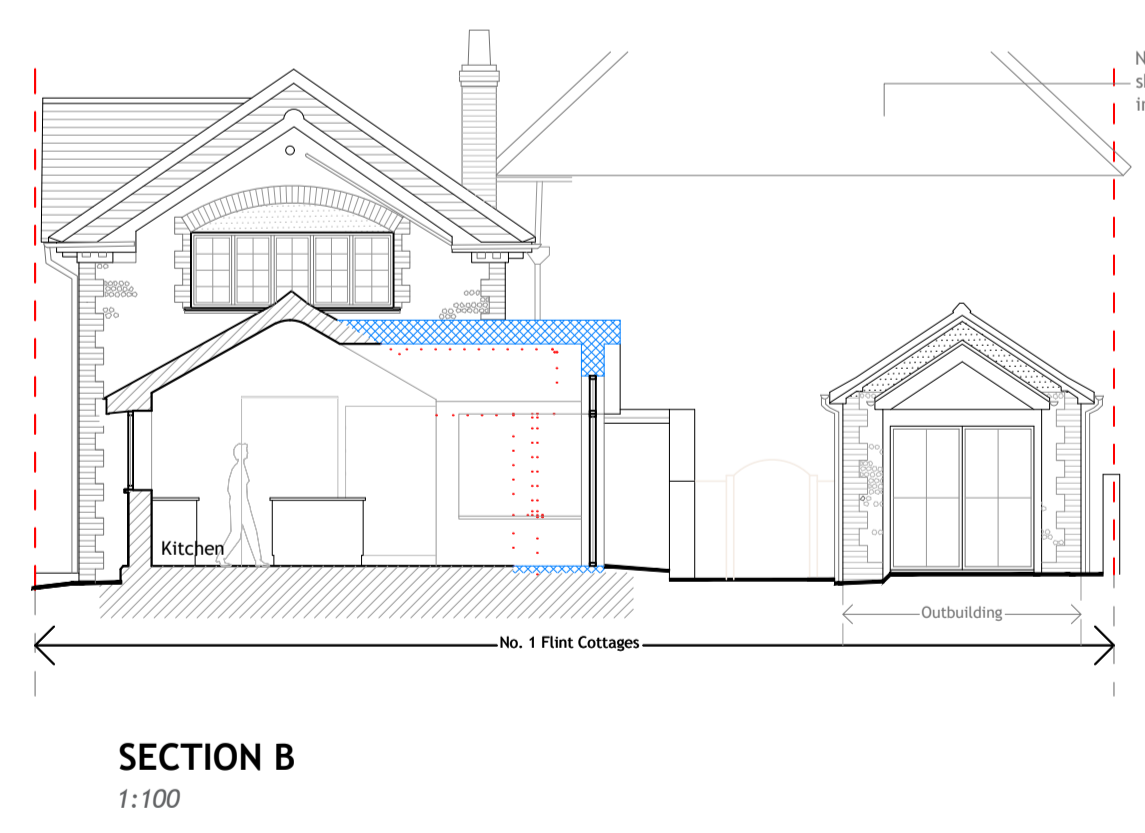 Kitchen
Outbuilding
No. 1 Flint Cottages
SECTION B
1:100